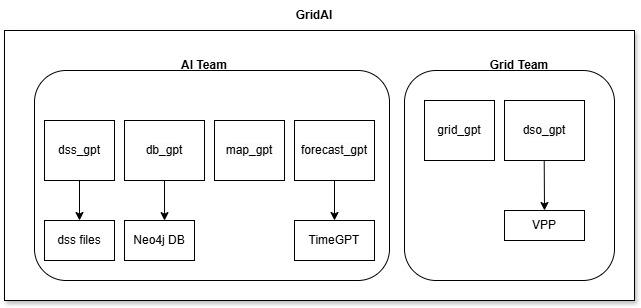 GridAI
AI Team
Grid Team
dss_gpt
db_gpt
map_gpt
forecast_gpt
grid_gpt
dso_gpt
dss files
Neo4j DB
TimeGPT
VPP